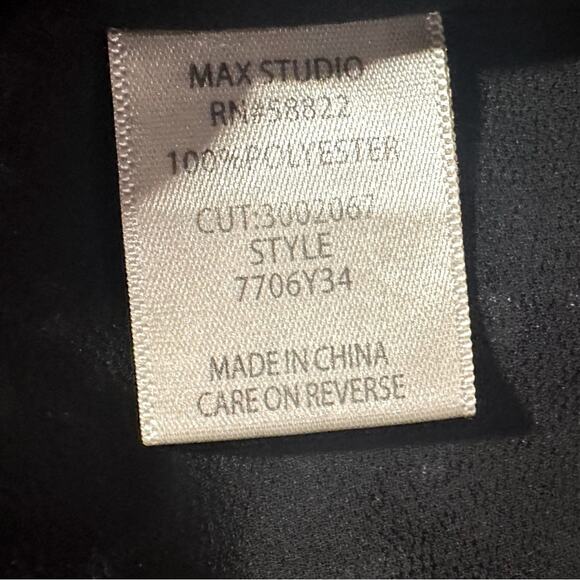 MAX STUDIO
RN#58822
100%POLYESTER
CUT:3002067
STYLE
7706Y34
MADE IN CHINA
CARE ON REVERSE